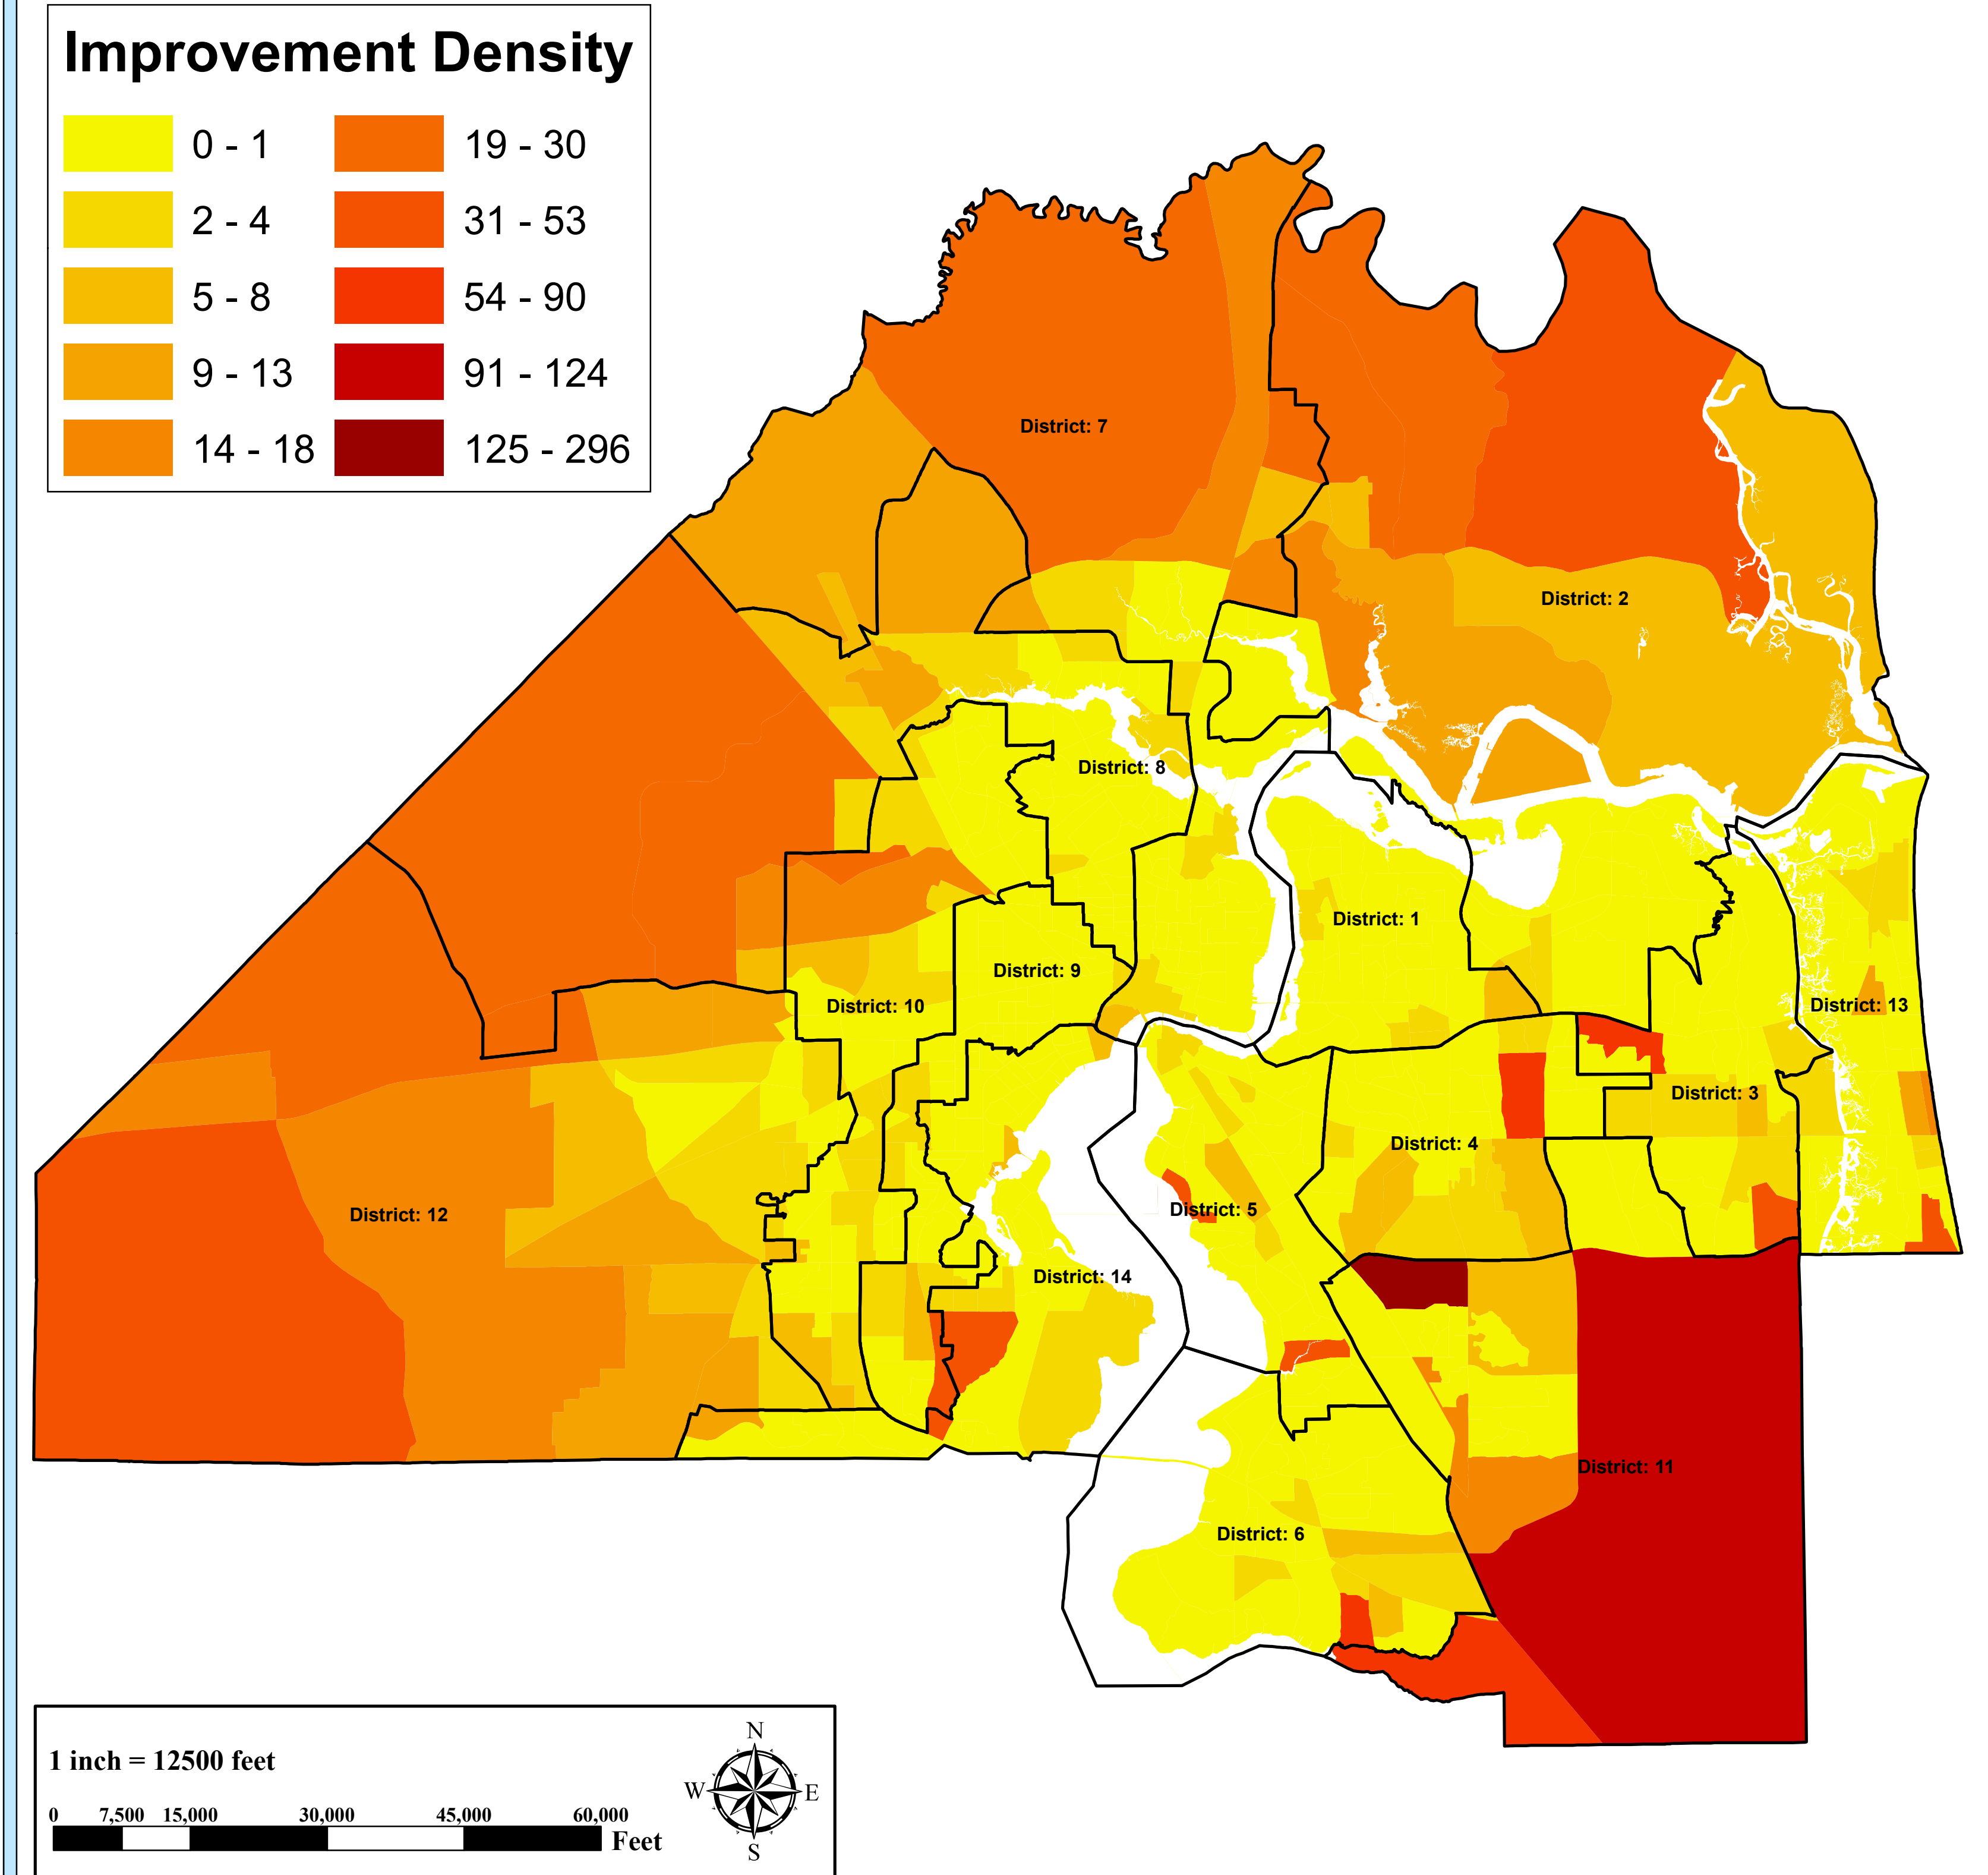 Improvement Density
0 - 1
19 - 30
2 - 4
31 - 53
5 - 8
54 - 90
9 - 13
91 - 124
14 - 18
125 - 296
District: 7
District: 2
District: 8
District: 1
District: 9
District: 10
District: 13
District: 3
District: 4
District: 5
District: 12
District: 14
District: 11
District: 6
1 inch = 12500 feet
0 7,500 15,000 30,000 45,000 60,000
Feet
N
W E
S